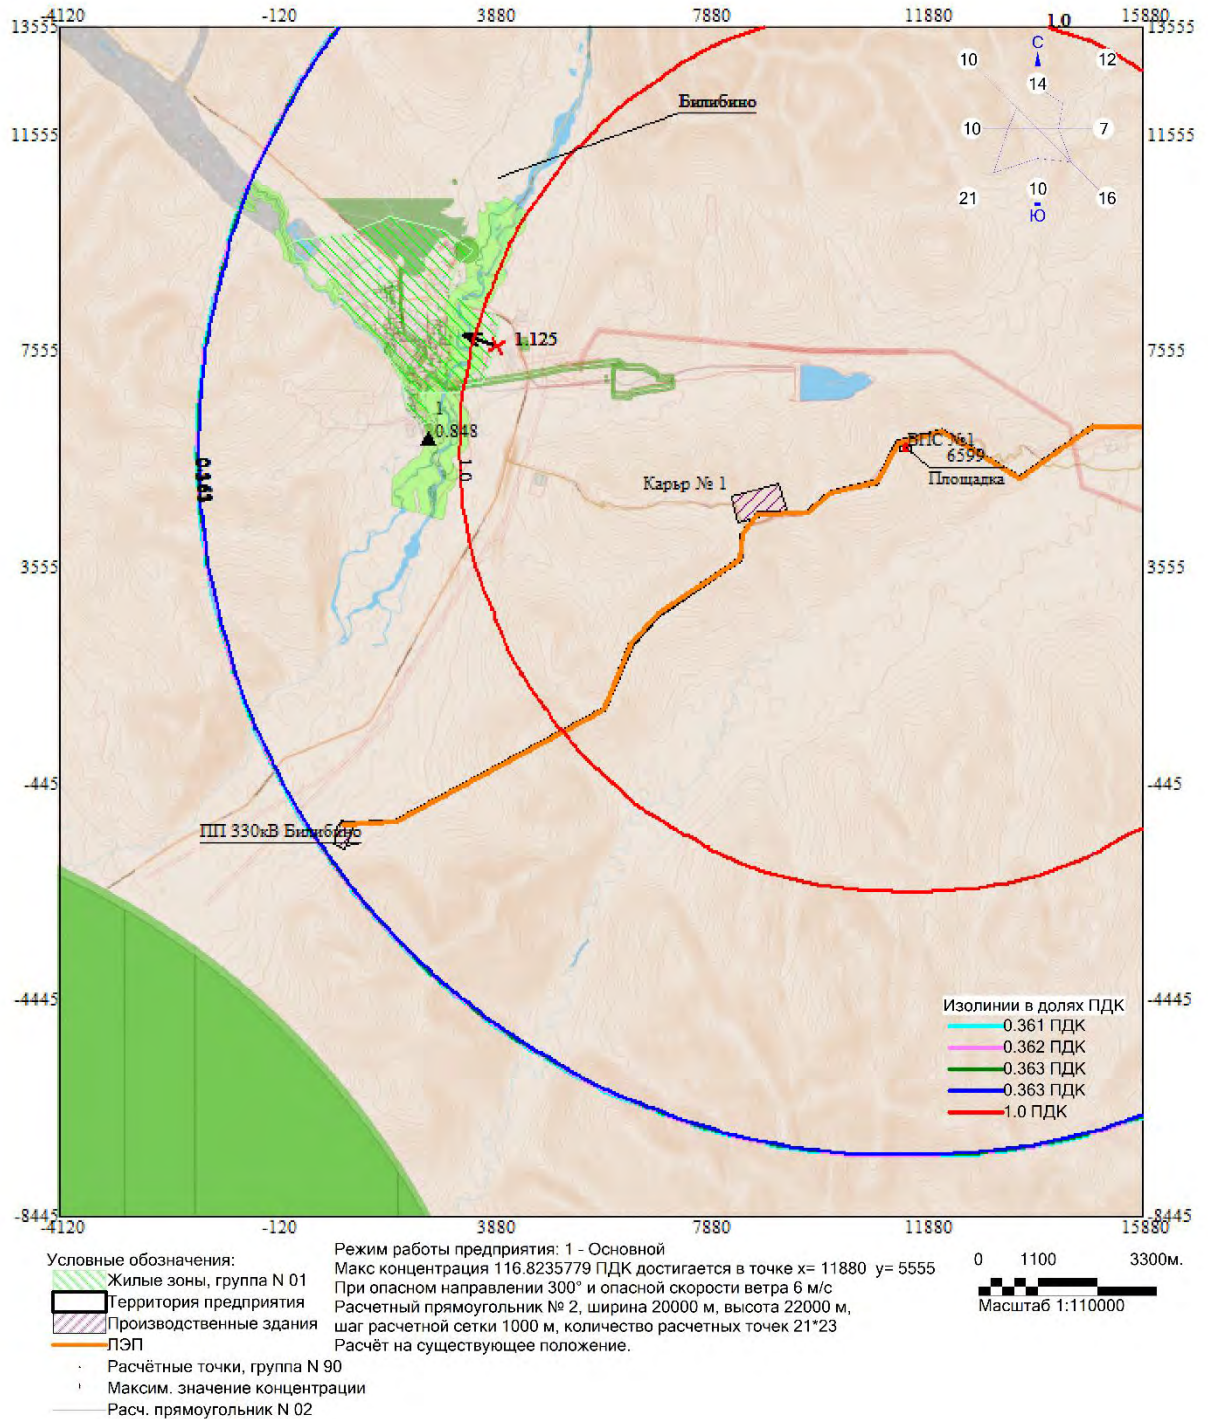 -4120 -120 3880 7880 11880 15880
13555 13555
1.0
С
10 12
14
10 7
21 10 16
Ю
Билибино
11555 11555
7555 7555
1.125
1
0.848
ВПС №1
6599
Площадка
Карьр № 1
1.0
0.363
3555 3555
-445 -445
ПП 330кВ Билибино
-4445 -4445
Изолинии в долях ПДК
0.361 ПДК
0.362 ПДК
0.363 ПДК
0.363 ПДК
1.0 ПДК
-8445 -8445
-4120 -120 3880 7880 11880 15880
Условные обозначения:
Жилые зоны, группа N 01
Территория предприятия
Производственные здания
ЛЭП
Расчётные точки, группа N 90
Максим. значение концентрации
Расч. прямоугольник N 02
Режим работы предприятия: 1 - Основной
Макс концентрация 116.8235779 ПДК достигается в точке x= 11880 y= 5555
При опасном направлении 300° и опасной скорости ветра 6 м/с
Расчетный прямоугольник № 2, ширина 20000 м, высота 22000 м,
шаг расчетной сетки 1000 м, количество расчетных точек 21*23
Расчёт на существующее положение.
0 1100 3300м.
Масштаб 1:110000